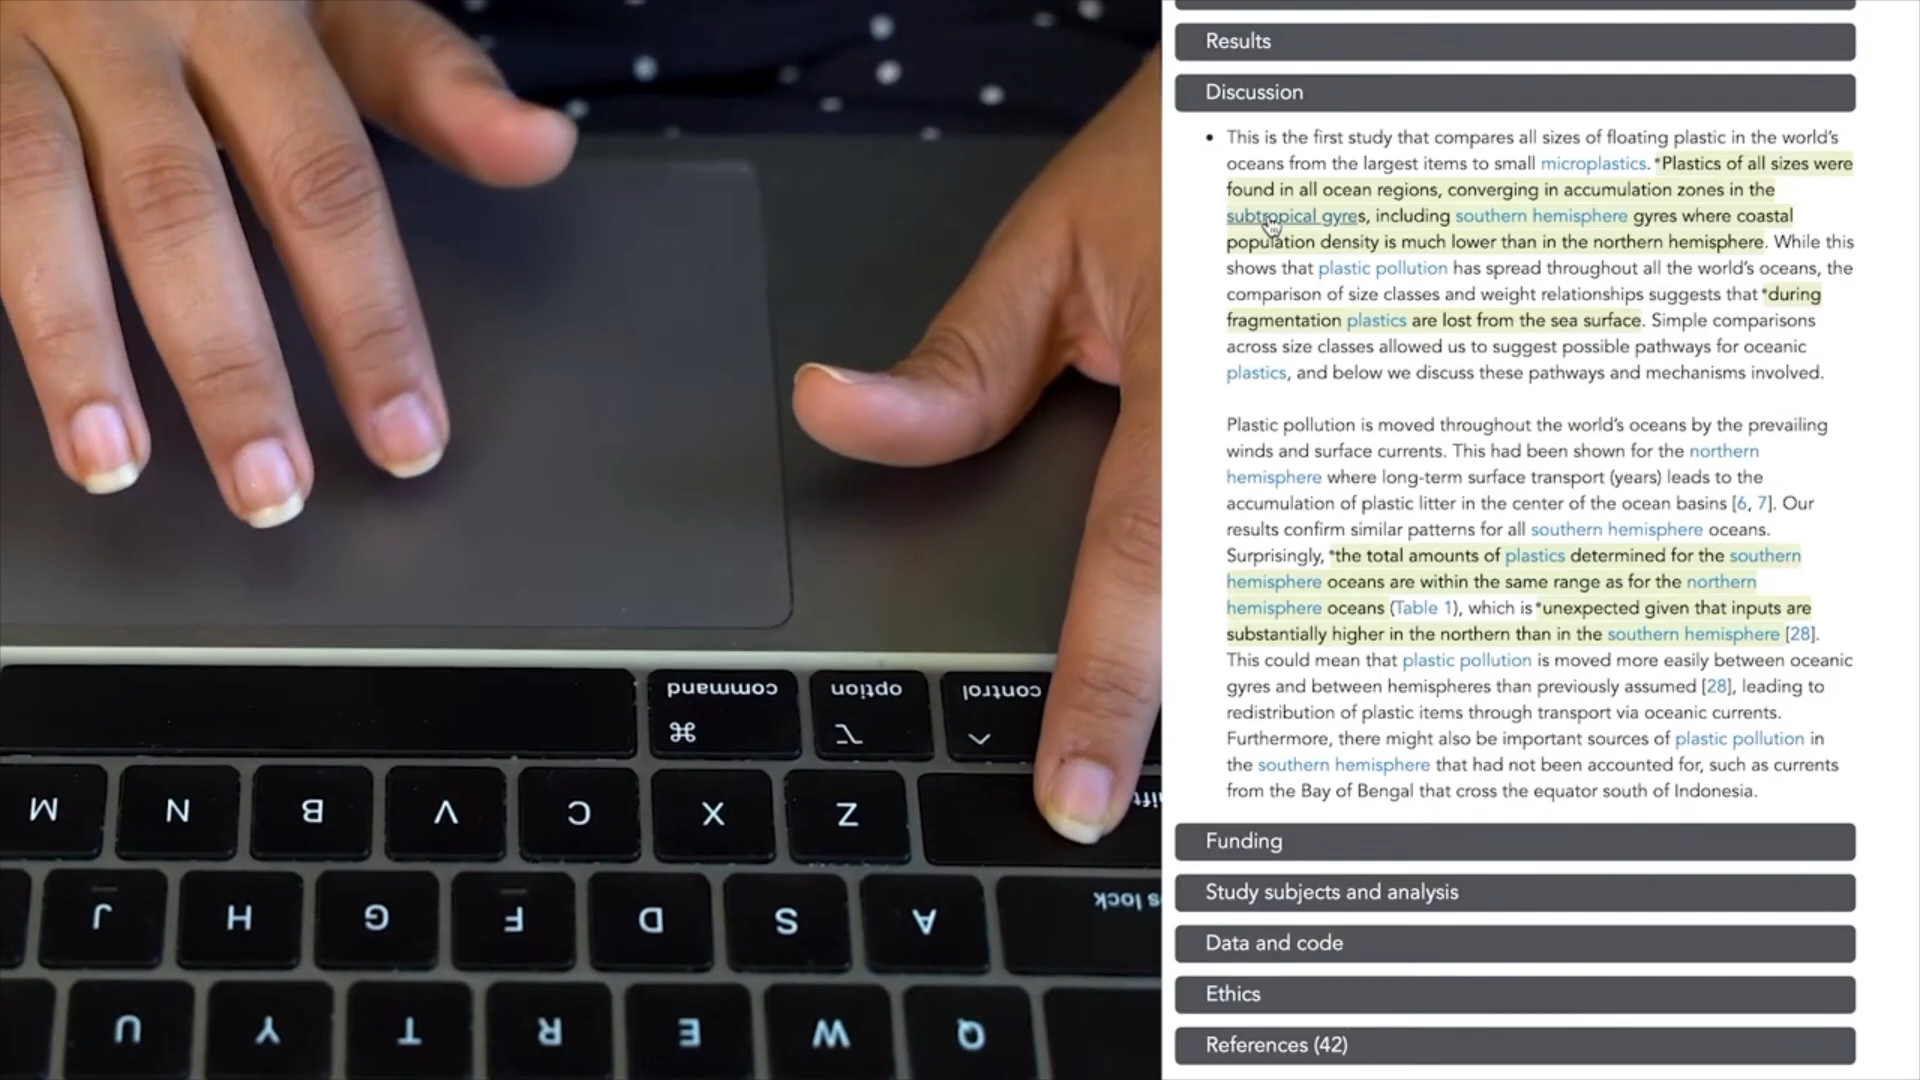 Results
Discussion
• This is the first study that compares all sizes of floating plastic in the world's
oceans from the largest items to small microplastics. *Plastics of all sizes were
found in all ocean regions, converging in accumulation zones in the
subtropical gyres, including southern hemisphere gyres where coastal
population density is much lower than in the northern hemisphere. While this
shows that plastic pollution has spread throughout all the world's oceans, the
comparison of size classes and weight relationships suggests that *during
fragmentation plastics are lost from the sea surface. Simple comparisons
across size classes allowed us to suggest possible pathways for oceanic
plastics, and below we discuss these pathways and mechanisms involved.
Plastic pollution is moved throughout the world's oceans by the prevailing
winds and surface currents. This had been shown for the northern
hemisphere where long-term surface transport (years) leads to the
accumulation of plastic litter in the center of the ocean basins [6, 7]. Our
results confirm similar patterns for all southern hemisphere oceans.
Surprisingly, *the total amounts of plastics determined for the southern
hemisphere oceans are within the same range as for the northern
hemisphere oceans (Table 1), which is *unexpected given that inputs are
substantially higher in the northern than in the southern hemisphere [28].
This could mean that plastic pollution is moved more easily between oceanic
gyres and between hemispheres than previously assumed [28], leading to
redistribution of plastic items through transport via oceanic currents.
Furthermore, there might also be important sources of plastic pollution in
the southern hemisphere that had not been accounted for, such as currents
from the Bay of Bengal that cross the equator south of Indonesia.
Funding
Study subjects and analysis
Data and code
Ethics
References (42)
command option control
⌘ ⌥ ^
M N B V C X Z
J H G F D S A s lock
U Y T R E W Q